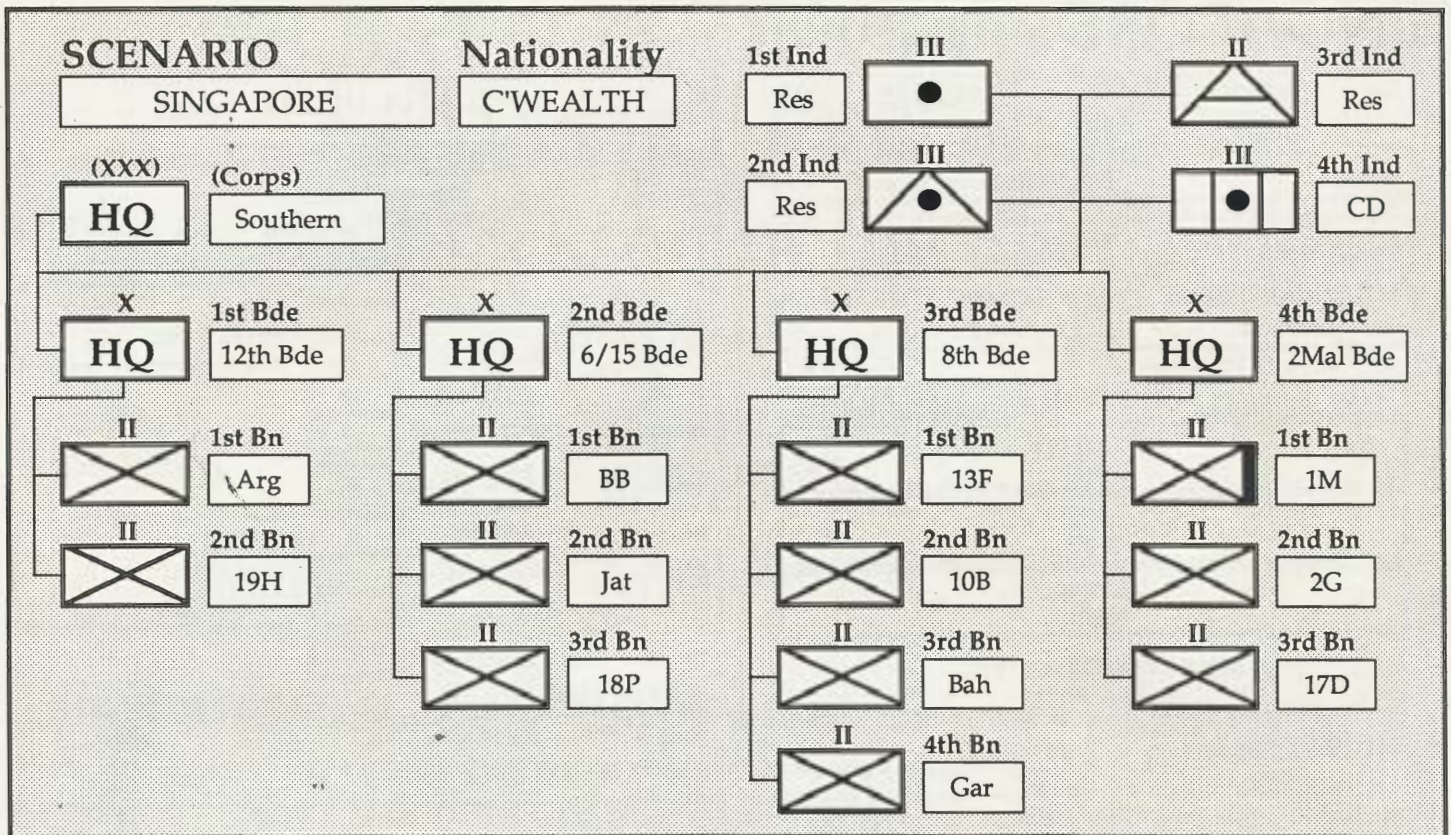 SCENARIO Nationality
SINGAPORE C'WEALTH
1st Ind III II 3rd Ind
Res Res
2nd Ind III III 4th Ind
Res CD
(XXX) (Corps)
HQ Southern
X 1st Bde X 2nd Bde X 3rd Bde X 4th Bde
HQ 12th Bde HQ 6/15 Bde HQ 8th Bde HQ 2Mal Bde
II 1st Bn II 1st Bn II 1st Bn II 1st Bn
Arg BB 13F 1M
II 2nd Bn II 2nd Bn II 2nd Bn II 2nd Bn
19H Jat 10B 2G
II 3rd Bn II 3rd Bn II 3rd Bn
18P Bah 17D
II 4th Bn
Gar